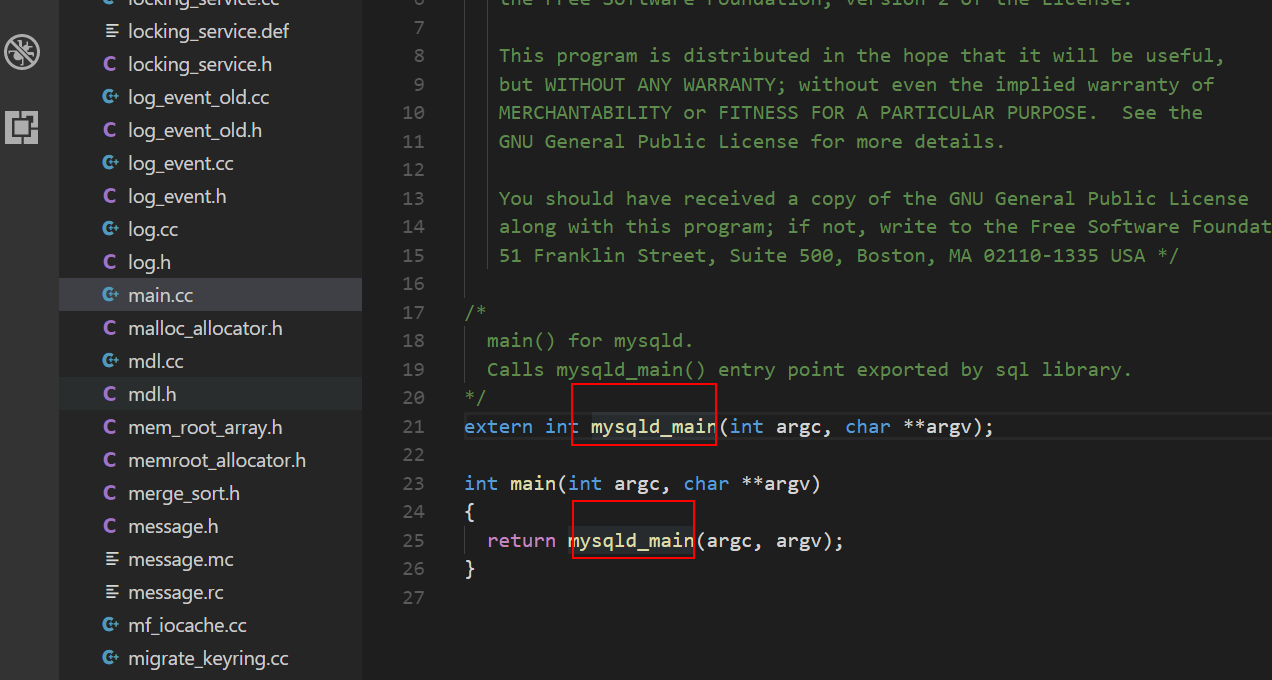 locking_service.cc
locking_service.def
locking_service.h
log_event_old.cc
log_event_old.h
log_event.cc
log_event.h
log.cc
log.h
main.cc
malloc_allocator.h
mdl.cc
mdl.h
mem_root_array.h
memroot_allocator.h
merge_sort.h
message.h
message.mc
message.rc
mf_iocache.cc
migrate_keyring.cc
6 the Free Software Foundation, version 2 of the License.
7
8 This program is distributed in the hope that it will be useful,
9 but WITHOUT ANY WARRANTY; without even the implied warranty of
10 MERCHANTABILITY or FITNESS FOR A PARTICULAR PURPOSE.  See the
11 GNU General Public License for more details.
12
13 You should have received a copy of the GNU General Public License
14 along with this program; if not, write to the Free Software Foundat
15 51 Franklin Street, Suite 500, Boston, MA 02110-1335 USA */
16
17 /*
18 main() for mysqld.
19 Calls mysqld_main() entry point exported by sql library.
20 */
21 extern int mysqld_main(int argc, char **argv);
22
23 int main(int argc, char **argv)
24 {
25 return mysqld_main(argc, argv);
26 }
27